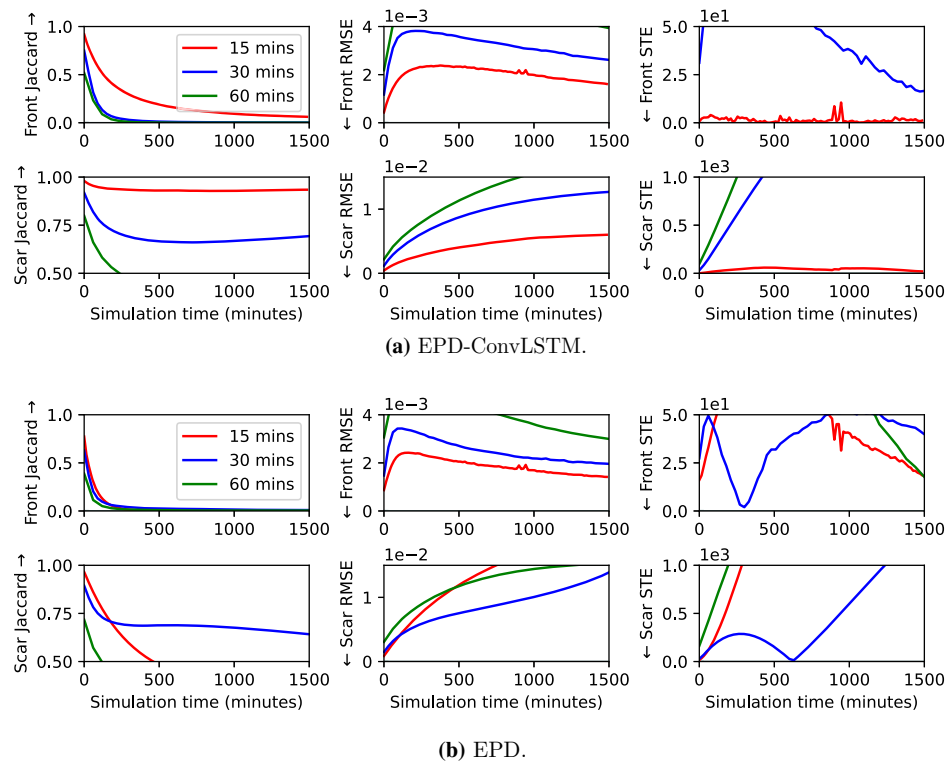 Front Jaccard →
1.0
0.5
0.0
0 500 1000 1500
15 mins
30 mins
60 mins
← Front RMSE
1e−3
4
2
0
0 500 1000 1500
← Front STE
5.0 1e1
2.5
0.0
0 500 1000 1500
Scar Jaccard →
1.00
0.75
0.50
0 500 1000 1500
Simulation time (minutes)
← Scar RMSE
1e−2
1
0
0 500 1000 1500
Simulation time (minutes)
← Scar STE
1e3
1.0
0.5
0.0
0 500 1000 1500
Simulation time (minutes)
(a) EPD-ConvLSTM.
Front Jaccard →
1.0
0.5
0.0
0 500 1000 1500
15 mins
30 mins
60 mins
← Front RMSE
1e−3
4
2
0
0 500 1000 1500
← Front STE
5.0 1e1
2.5
0.0
0 500 1000 1500
Scar Jaccard →
1.00
0.75
0.50
0 500 1000 1500
Simulation time (minutes)
← Scar RMSE
1e−2
1
0
0 500 1000 1500
Simulation time (minutes)
← Scar STE
1e3
1.0
0.5
0.0
0 500 1000 1500
Simulation time (minutes)
(b) EPD.